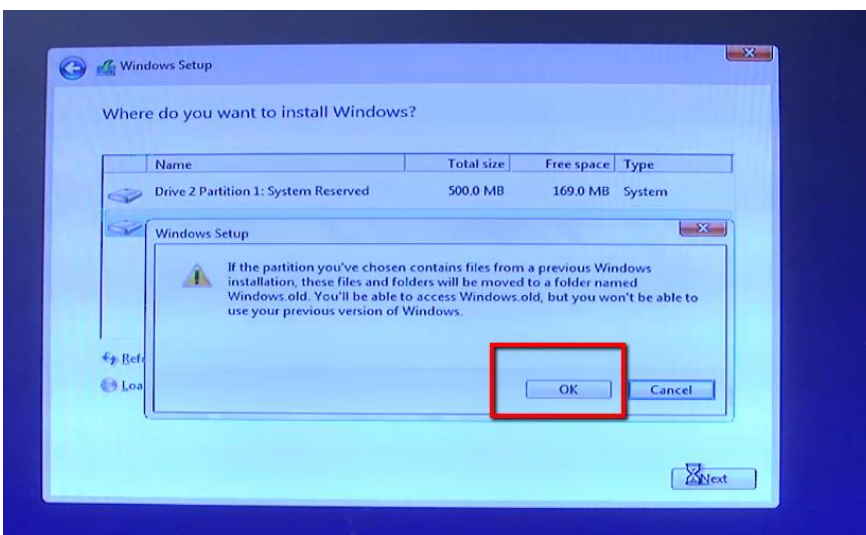 Windows Setup
Where do you want to install Windows?
Name Total size Free space Type
Drive 2 Partition 1: System Reserved 500.0 MB 169.0 MB System
Windows Setup
If the partition you've chosen contains files from a previous Windows
installation, these files and folders will be moved to a folder named
Windows.old. You'll be able to access Windows.old, but you won't be able to
use your previous version of Windows.
OK Cancel
Next